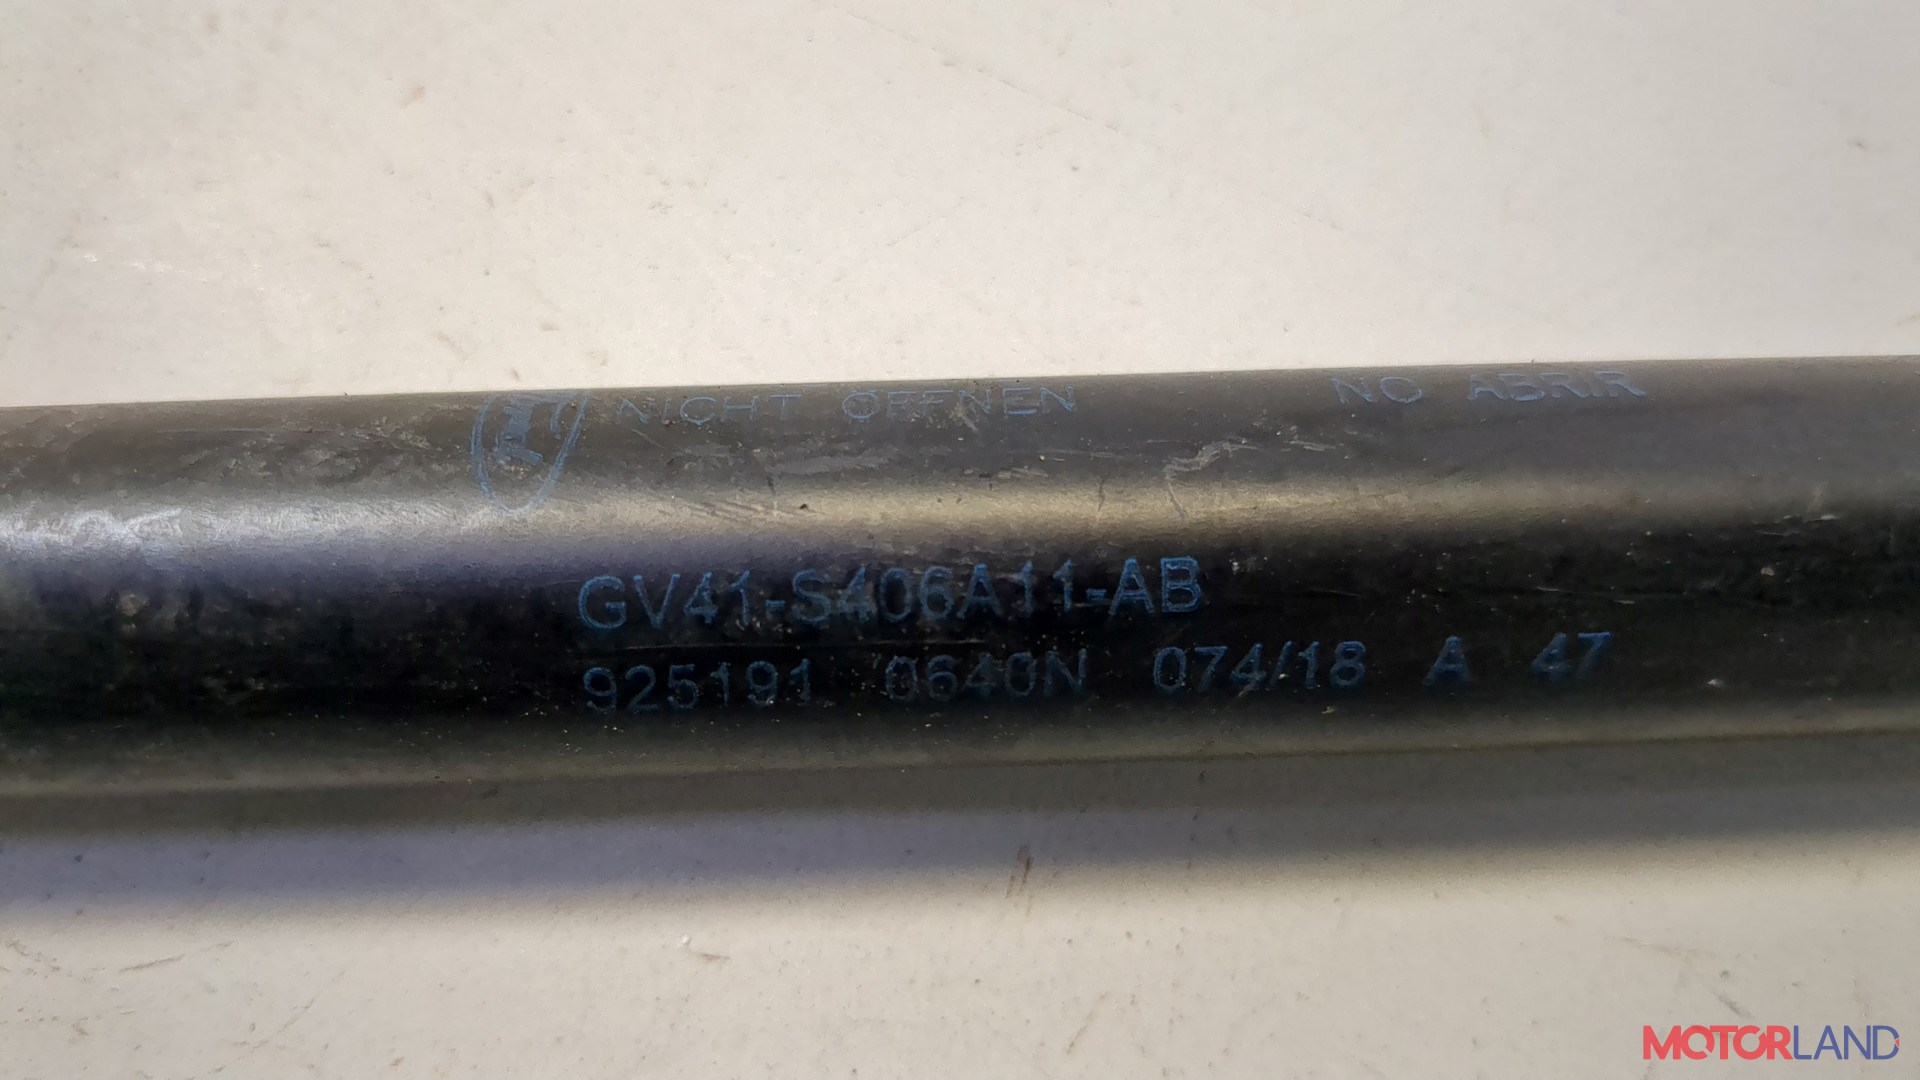 NICHT ÖFFNEN NO ABRIR
GV41-S406A11-AB
925191 0640N 074/18 A 47
MOTORLAND